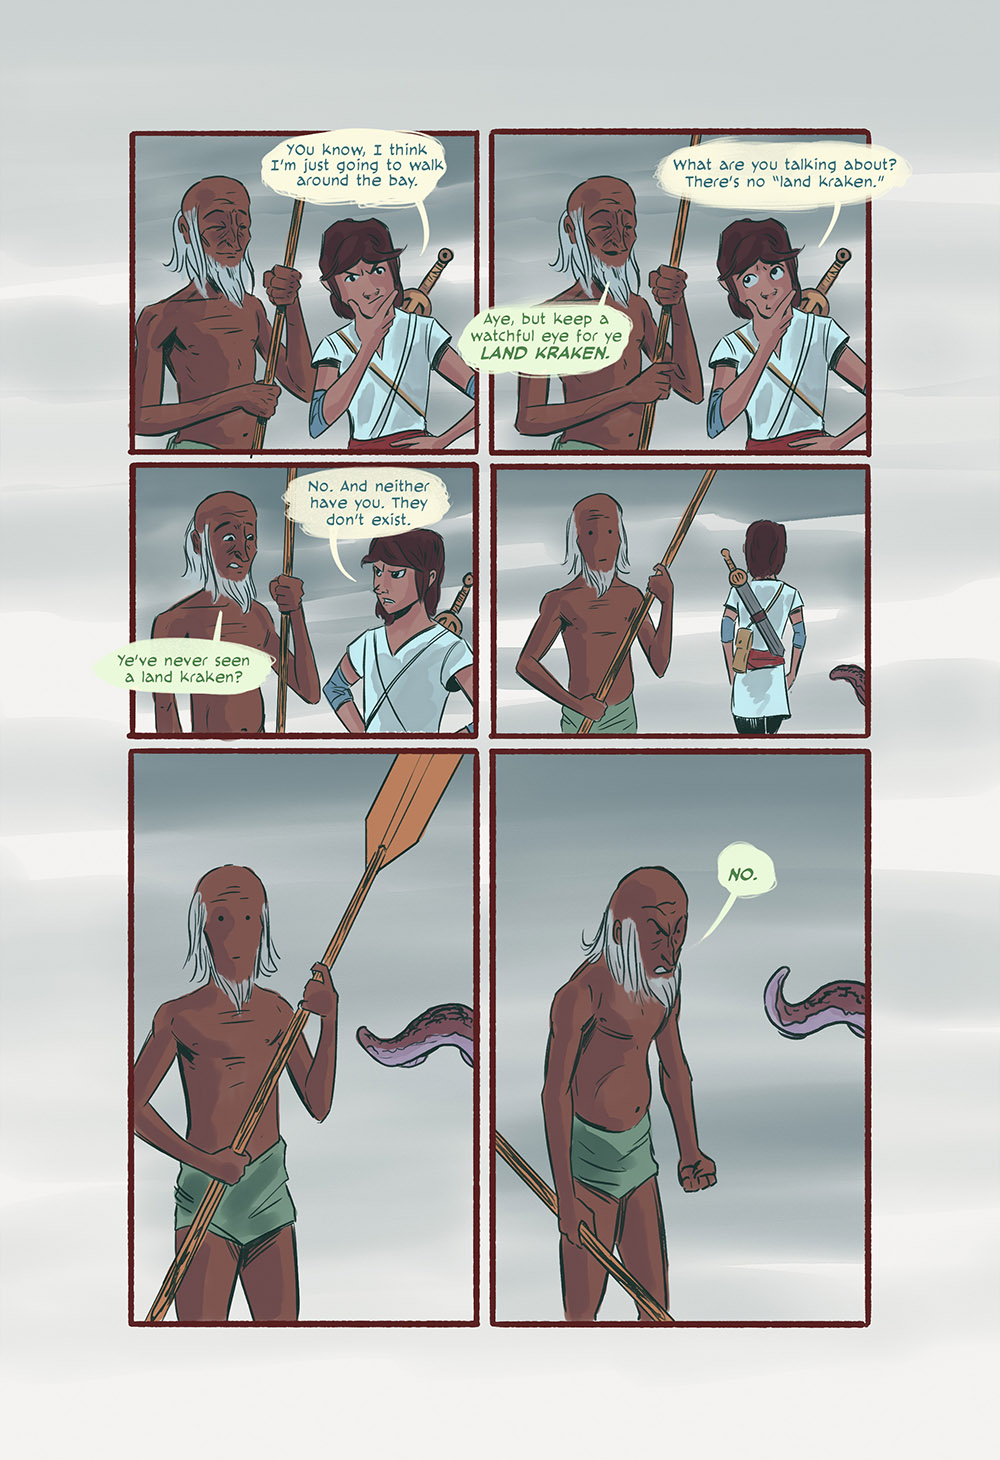 You know, I think
I'm just going to walk
around the bay.
What are you talking about?
There's no "land kraken."
Aye, but keep a
watchful eye for ye
LAND KRAKEN.
No. And neither
have you. They
don't exist.
Ye've never seen
a land kraken?
NO.